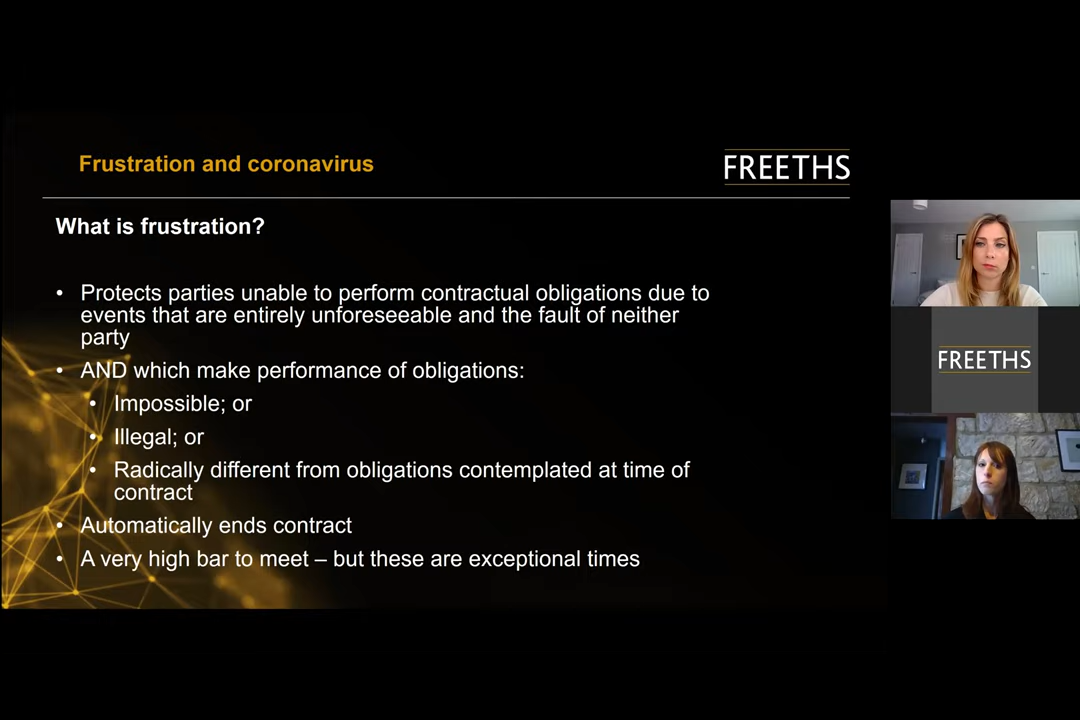 Frustration and coronavirus
FREETHS
What is frustration?
• Protects parties unable to perform contractual obligations due to
events that are entirely unforeseeable and the fault of neither
party
• AND which make performance of obligations:
• Impossible; or
• Illegal; or
• Radically different from obligations contemplated at time of
contract
• Automatically ends contract
• A very high bar to meet – but these are exceptional times
FREETHS